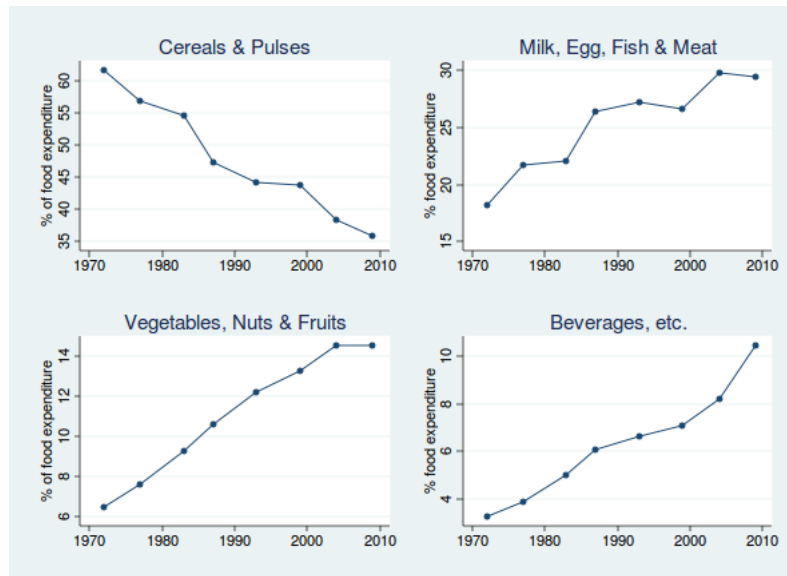 Cereals & Pulses
% of food expenditure
60
55
50
45
40
35
1970 1980 1990 2000 2010
Milk, Egg, Fish & Meat
% food expenditure
30
25
20
15
1970 1980 1990 2000 2010
Vegetables, Nuts & Fruits
% of food expenditure
14
12
10
8
6
1970 1980 1990 2000 2010
Beverages, etc.
% food expenditure
10
8
6
4
1970 1980 1990 2000 2010